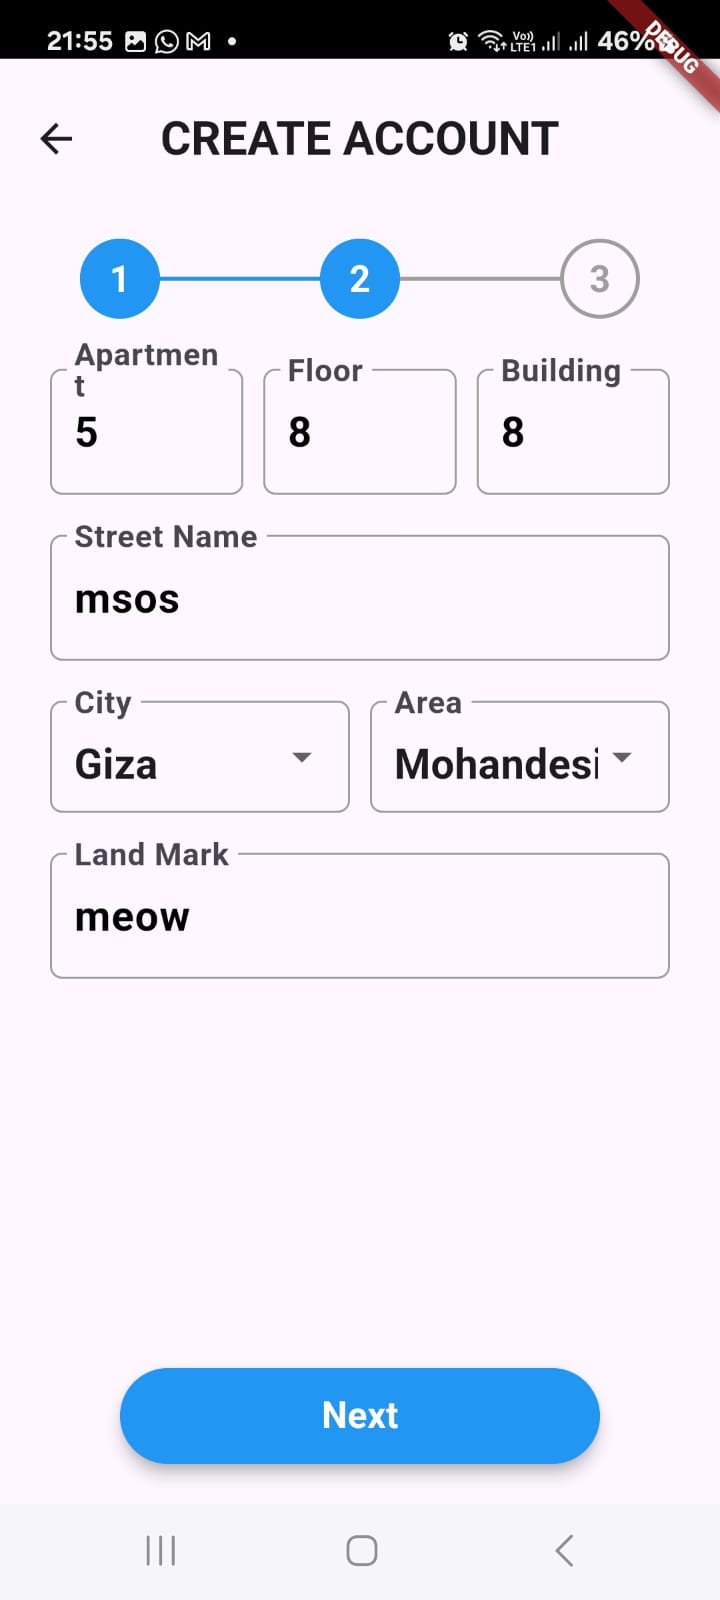 21:55 Vo)) LTE1 46%
DEBUG
CREATE ACCOUNT
1 2 3
Apartmen
t
Floor
Building
5
8
8
Street Name
msos
City
Area
Giza
Mohandesi
Land Mark
meow
Next